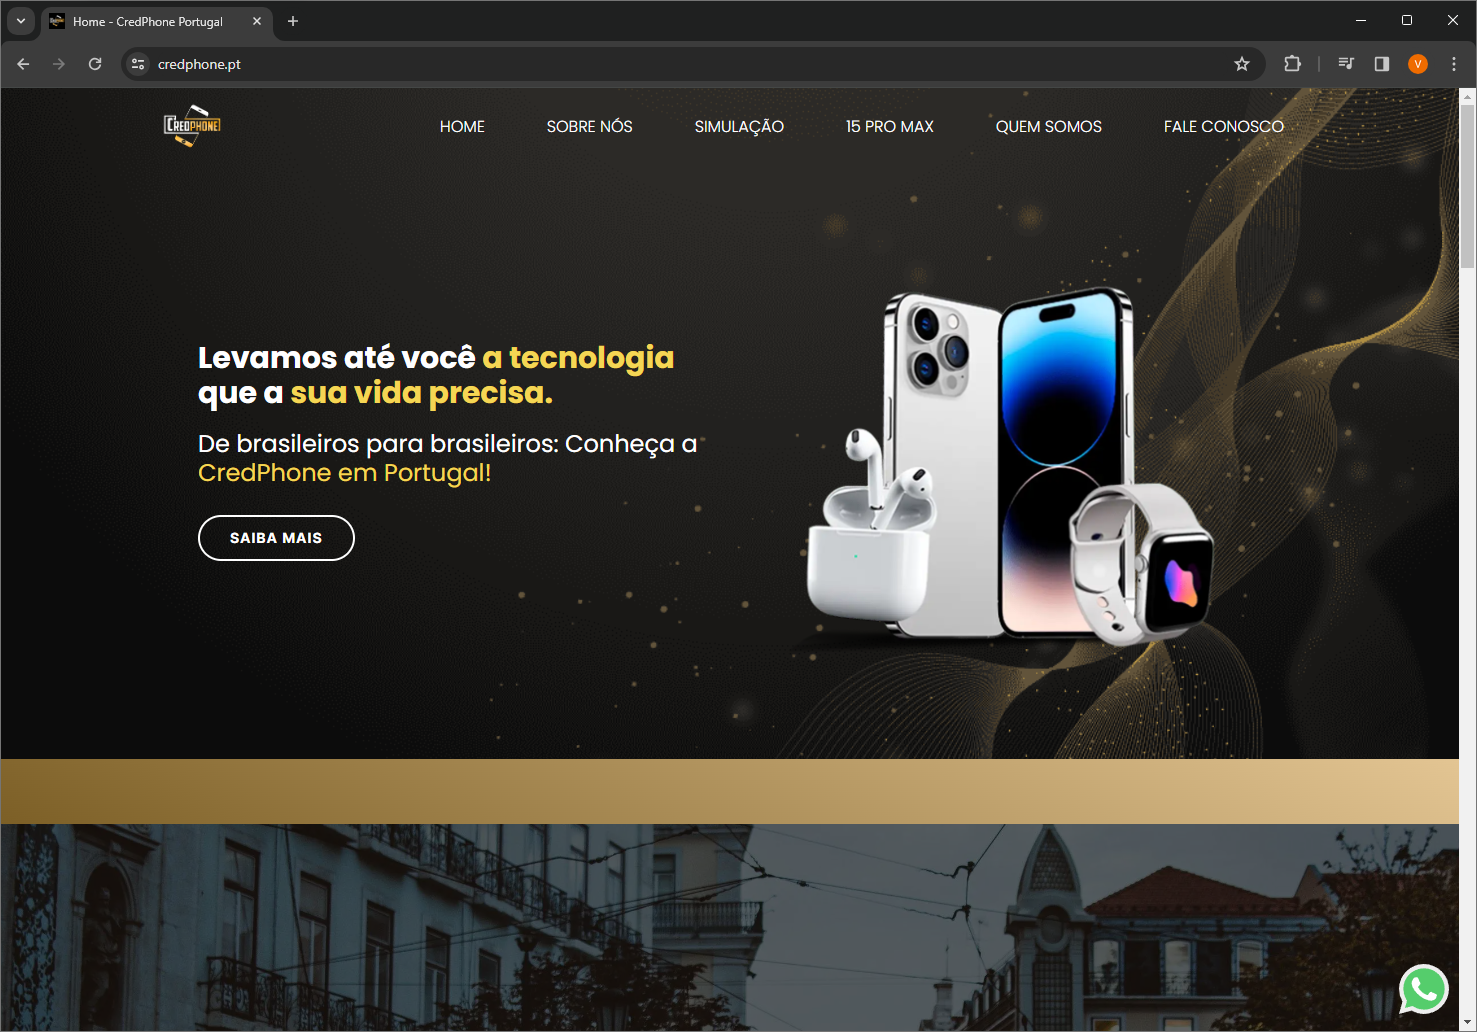 Home - CredPhone Portugal
credphone.pt
V
CREDPHONE
HOME
SOBRE NÓS
SIMULAÇÃO
15 PRO MAX
QUEM SOMOS
FALE CONOSCO
Levamos até você a tecnologia
que a sua vida precisa.
De brasileiros para brasileiros: Conheça a
CredPhone em Portugal!
SAIBA MAIS